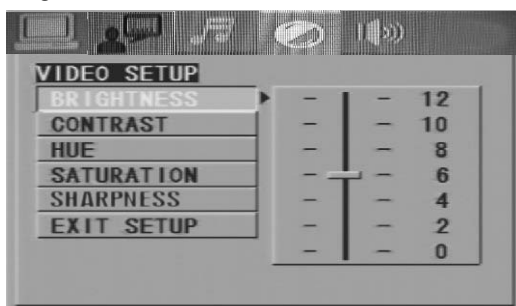 VIDEO SETUP
BRIGHTNESS
CONTRAST
HUE
SATURATION
SHARPNESS
EXIT SETUP
12
10
8
6
4
2
0